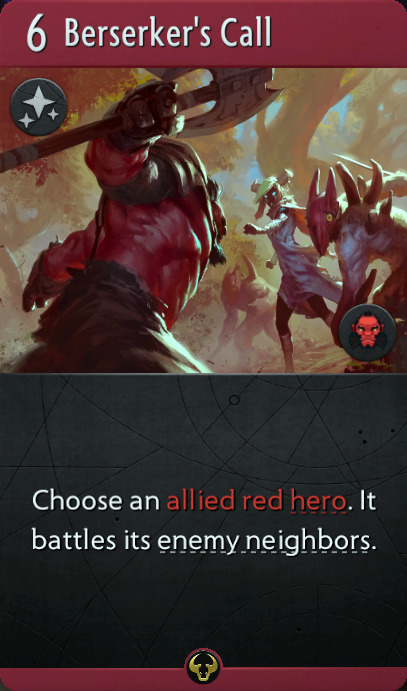 6 Berserker's Call
Choose an allied red hero. It
battles its enemy neighbors.